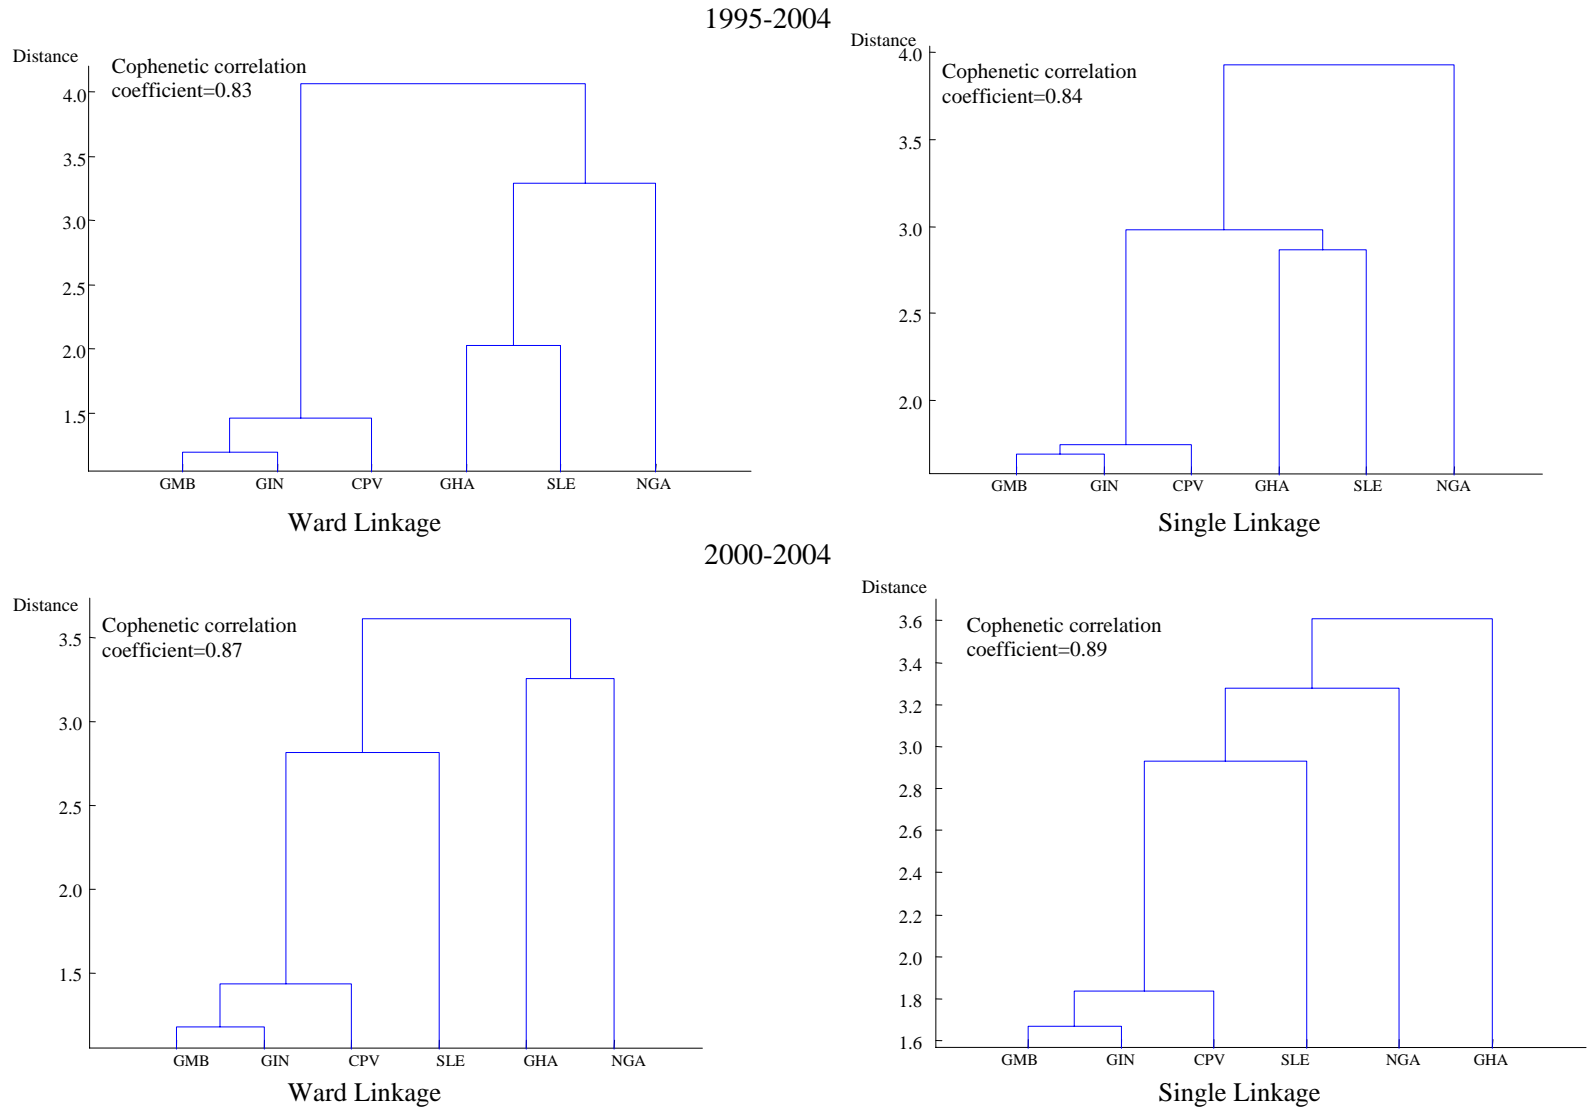 1995-2004
Distance
Cophenetic correlation
coefficient=0.83
4.0
3.5
3.0
2.5
2.0
1.5
GMB GIN CPV GHA SLE NGA
Ward Linkage
Distance
4.0
Cophenetic correlation
coefficient=0.84
3.5
3.0
2.5
2.0
GMB GIN CPV GHA SLE NGA
Single Linkage
2000-2004
Distance
Cophenetic correlation
coefficient=0.87
3.5
3.0
2.5
2.0
1.5
GMB GIN CPV SLE GHA NGA
Ward Linkage
Distance
Cophenetic correlation
coefficient=0.89
3.6
3.4
3.2
3.0
2.8
2.6
2.4
2.2
2.0
1.8
1.6
GMB GIN CPV SLE NGA GHA
Single Linkage